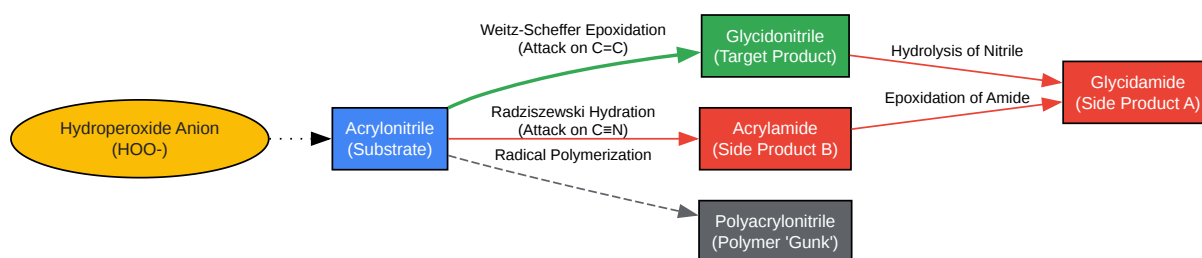 Hydroperoxide Anion
(HOO-)
Acrylonitrile
(Substrate)
Weitz-Scheffer Epoxidation
(Attack on C=C)
Radziszewski Hydration
(Attack on C≡N)
Radical Polymerization
Glycidonitrile
(Target Product)
Acrylamide
(Side Product B)
Polyacrylonitrile
(Polymer 'Gunk')
Hydrolysis of Nitrile
Epoxidation of Amide
Glycidamide
(Side Product A)